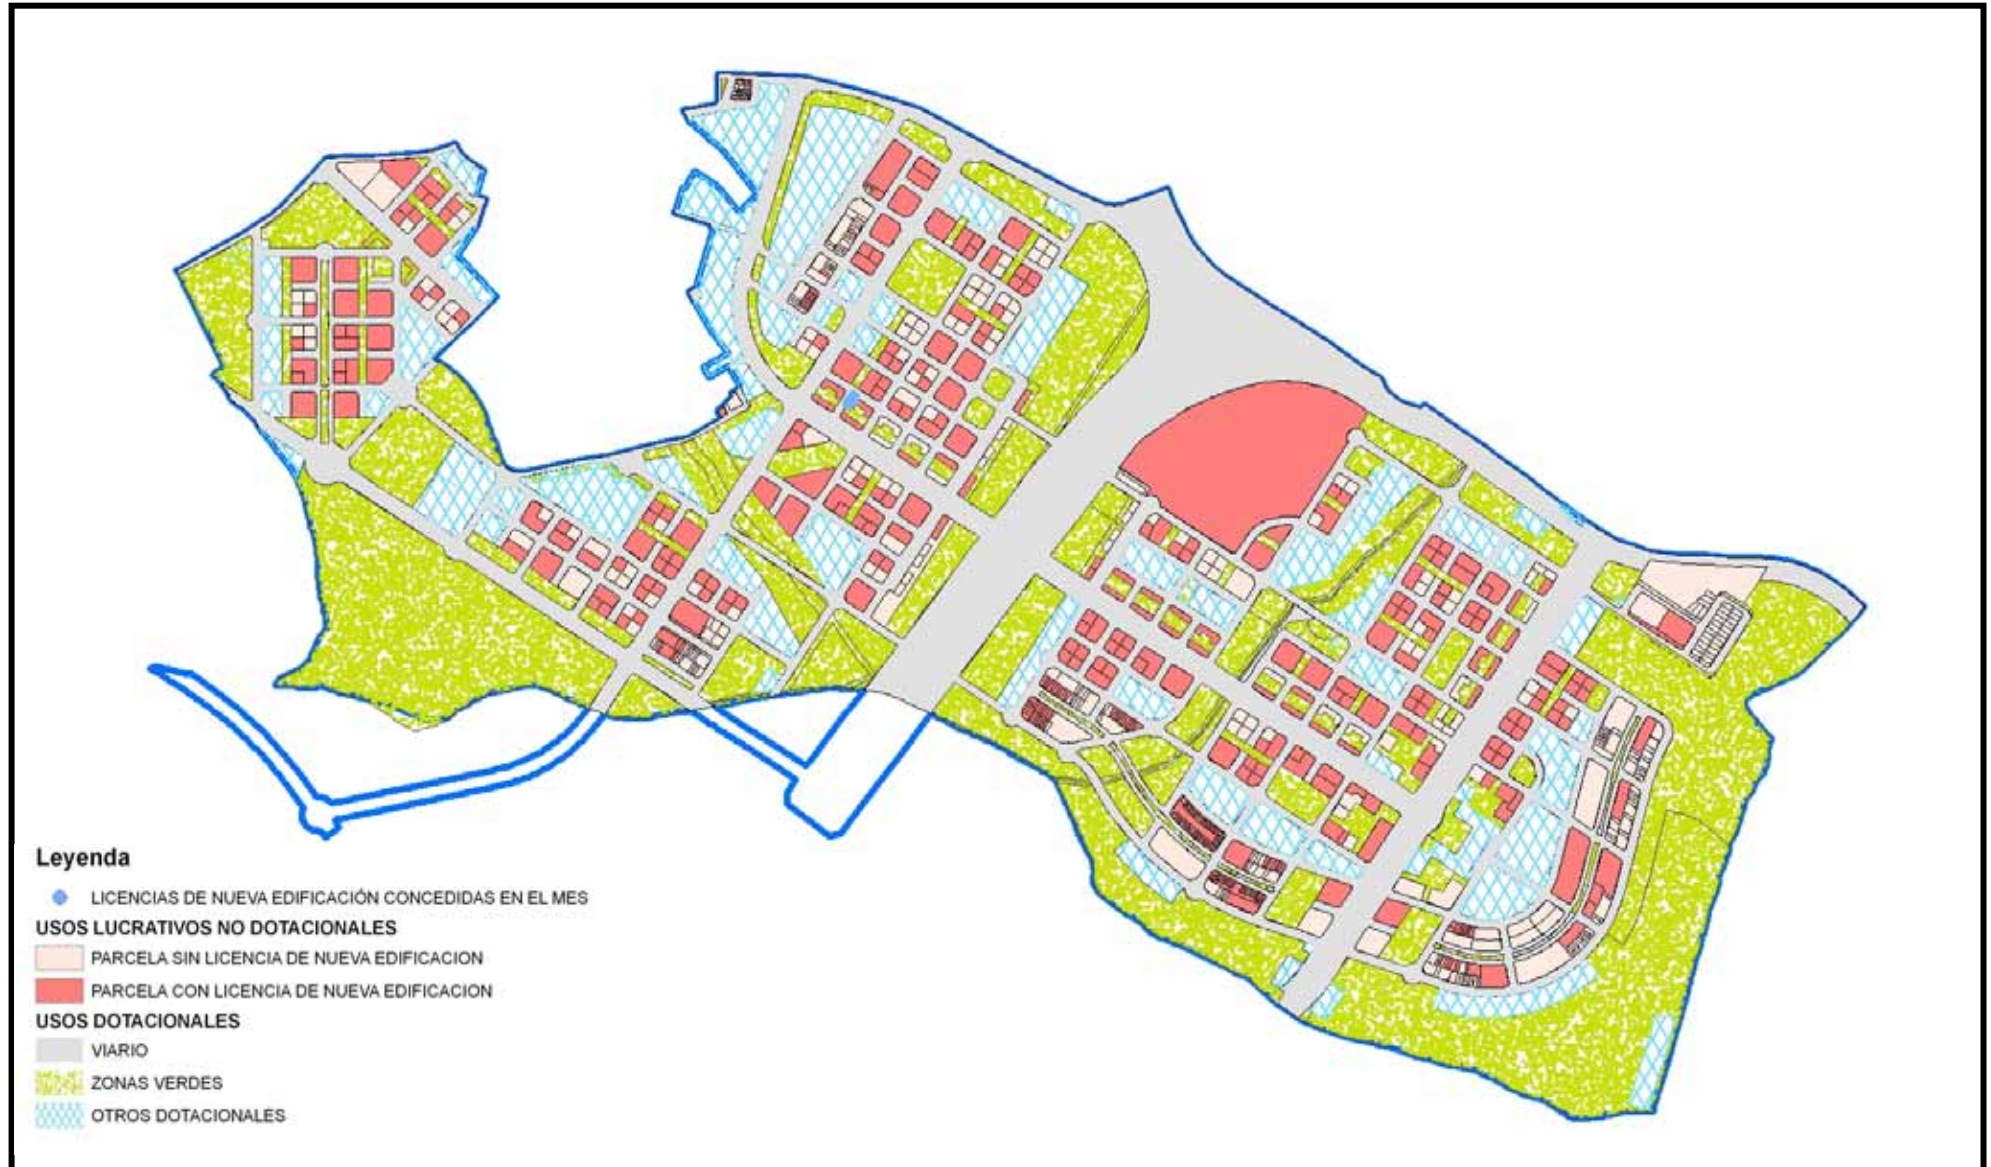 Leyenda
LICENCIAS DE NUEVA EDIFICACIÓN CONCEDIDAS EN EL MES
USOS LUCRATIVOS NO DOTACIONALES
PARCELA SIN LICENCIA DE NUEVA EDIFICACION
PARCELA CON LICENCIA DE NUEVA EDIFICACION
USOS DOTACIONALES
VIARIO
ZONAS VERDES
OTROS DOTACIONALES